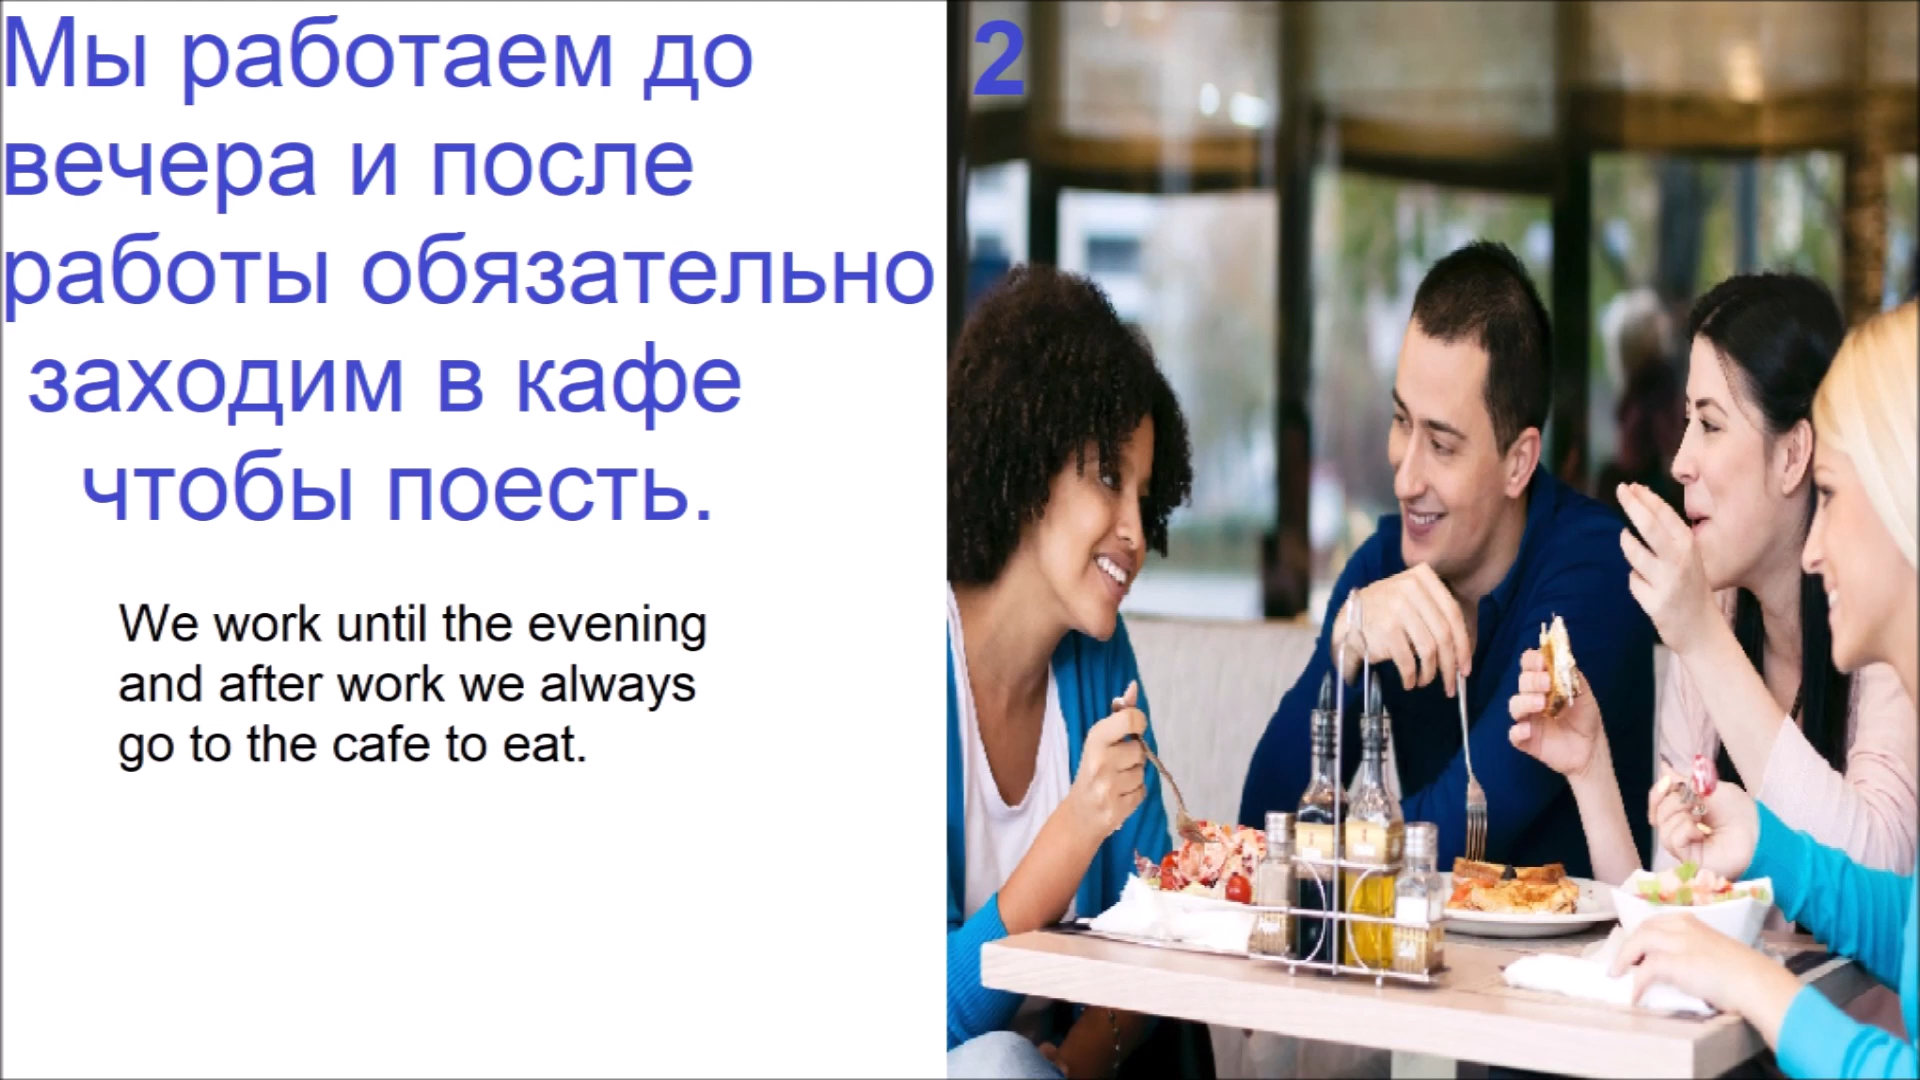 Мы работаем до
вечера и после
работы обязательно
заходим в кафе
чтобы поесть.
We work until the evening
and after work we always
go to the cafe to eat.
2